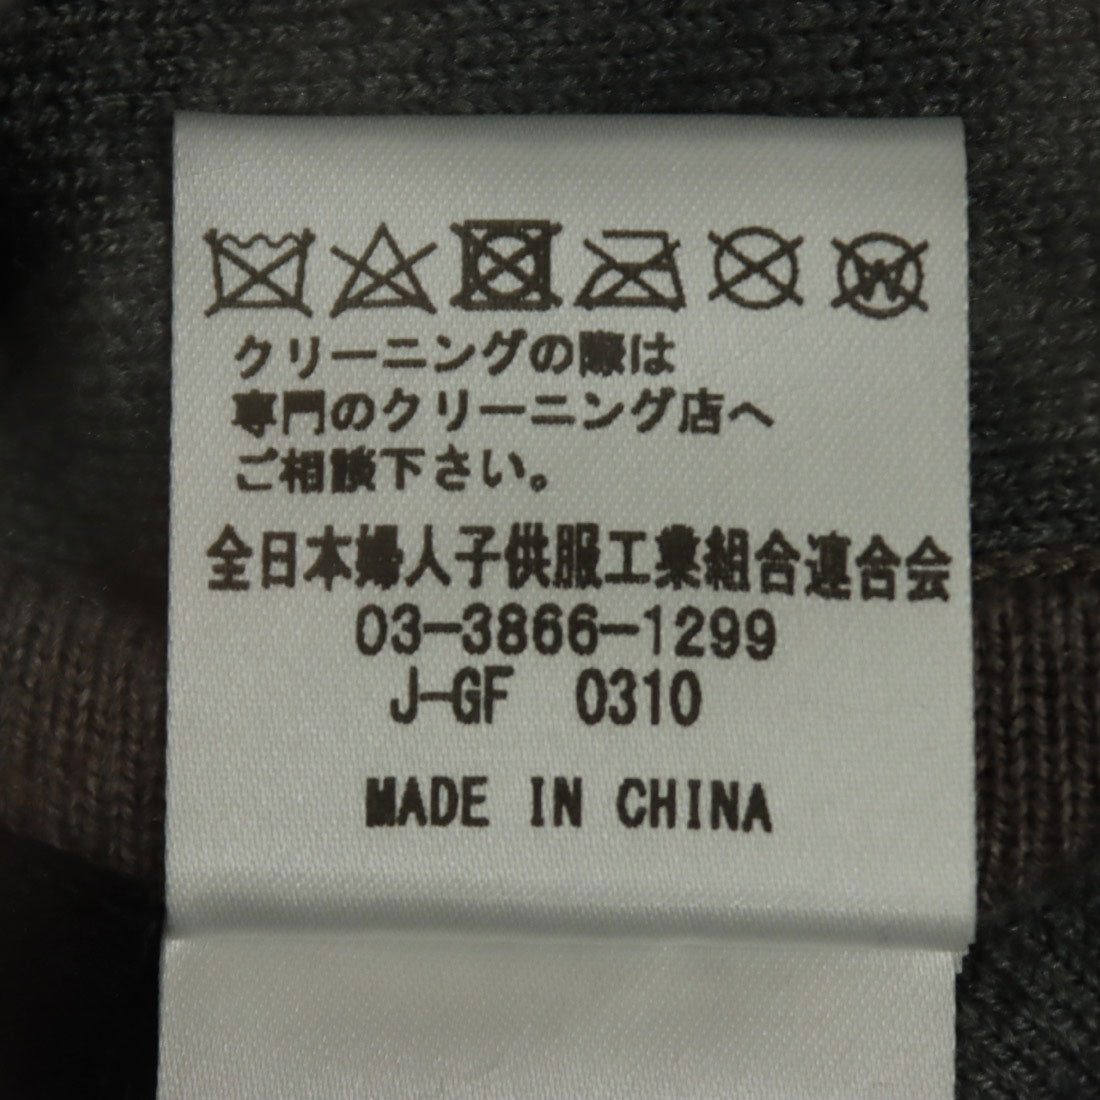 W
クリーニングの際は
専門のクリーニング店へ
ご相談下さい。
全日本婦人子供服工業組合連合会
03-3866-1299
J-GF 0310
MADE IN CHINA